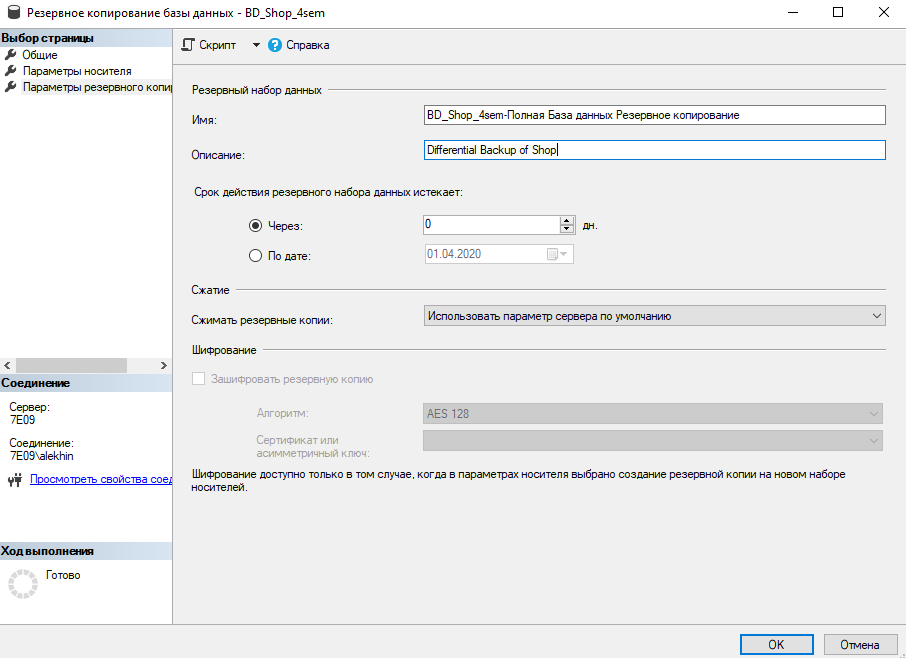 Резервное копирование базы данных - BD_Shop_4sem
Выбор страницы
Общие
Параметры носителя
Параметры резервного копир
Скрипт
Справка
Резервный набор данных
Имя:
BD_Shop_4sem-Полная База данных Резервное копирование
Описание:
Differential Backup of Shop
Срок действия резервного набора данных истекает:
Через:
0
дн.
По дате:
01.04.2020
Сжатие
Сжимать резервные копии:
Использовать параметр сервера по умолчанию
Шифрование
Зашифровать резервную копию
Алгоритм:
AES 128
Сертификат или
асимметричный ключ:
Шифрование доступно только в том случае, когда в параметрах носителя выбрано создание резервной копии на новом наборе
носителей.
Соединение
Сервер:
7E09
Соединение:
7E09\alekhin
Просмотреть свойства соед
Ход выполнения
Готово
OK
Отмена